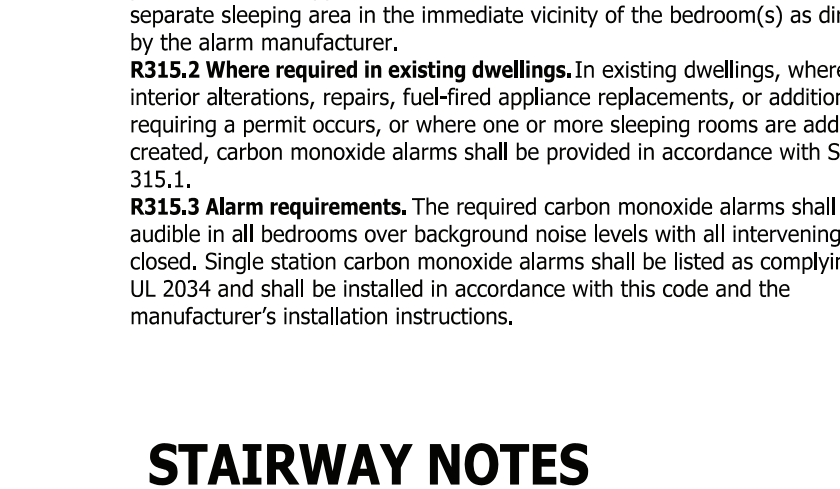 separate sleeping area in the immediate vicinity of the bedroom(s) as
by the alarm manufacturer.
R315.2 Where required in existing dwellings. In existing dwellings, where
interior alterations, repairs, fuel-fired appliance replacements, or
requiring a permit occurs, or where one or more sleeping rooms are
created, carbon monoxide alarms shall be provided in accordance with
315.1.
R315.3 Alarm requirements. The required carbon monoxide alarms shall
audible in all bedrooms over background noise levels with all intervening
closed. Single station carbon monoxide alarms shall be listed as
UL 2034 and shall be installed in accordance with this code and the
manufacturer's installation instructions.
STAIRWAY NOTES